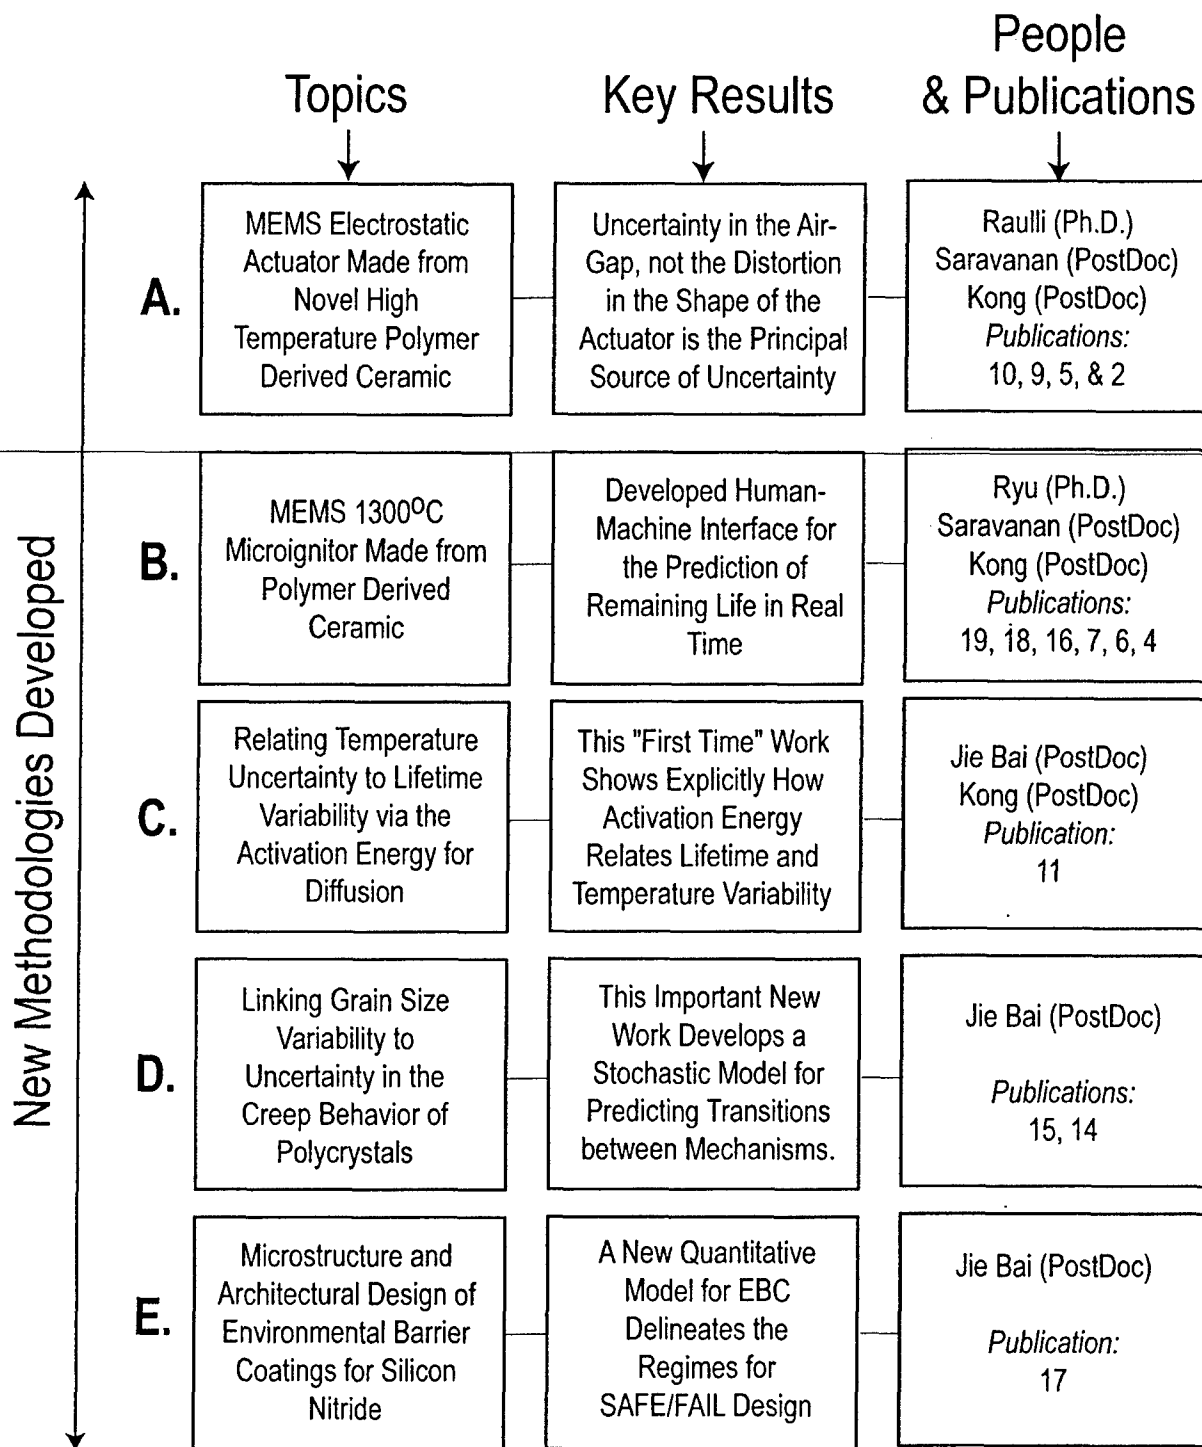 People
& Publications
Topics
Key Results
New Methodologies Developed
A.
MEMS Electrostatic
Actuator Made from
Novel High
Temperature Polymer
Derived Ceramic
Uncertainty in the Air-
Gap, not the Distortion
in the Shape of the
Actuator is the Principal
Source of Uncertainty
Raulli (Ph.D.)
Saravanan (PostDoc)
Kong (PostDoc)
Publications:
10, 9, 5, & 2
B.
MEMS 1300ºC
Microignitor Made from
Polymer Derived
Ceramic
Developed Human-
Machine Interface for
the Prediction of
Remaining Life in Real
Time
Ryu (Ph.D.)
Saravanan (PostDoc)
Kong (PostDoc)
Publications:
19, 18, 16, 7, 6, 4
C.
Relating Temperature
Uncertainty to Lifetime
Variability via the
Activation Energy for
Diffusion
This "First Time" Work
Shows Explicitly How
Activation Energy
Relates Lifetime and
Temperature Variability
Jie Bai (PostDoc)
Kong (PostDoc)
Publication:
11
D.
Linking Grain Size
Variability to
Uncertainty in the
Creep Behavior of
Polycrystals
This Important New
Work Develops a
Stochastic Model for
Predicting Transitions
between Mechanisms.
Jie Bai (PostDoc)
Publications:
15, 14
E.
Microstructure and
Architectural Design of
Environmental Barrier
Coatings for Silicon
Nitride
A New Quantitative
Model for EBC
Delineates the
Regimes for
SAFE/FAIL Design
Jie Bai (PostDoc)
Publication:
17